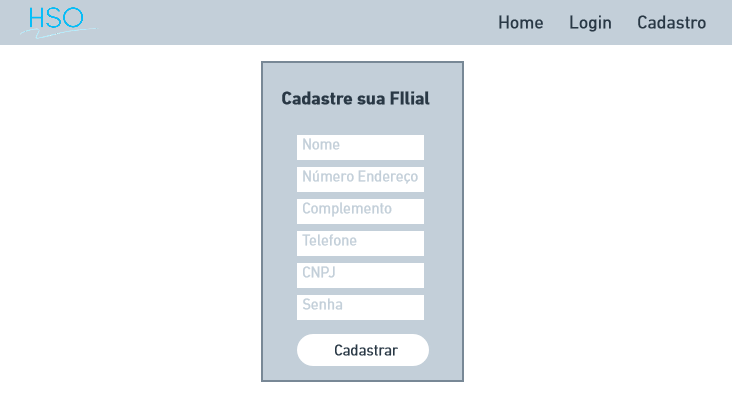 HSO
Home Login Cadastro
Cadastre sua FIlial
Nome
Número Endereço
Complemento
Telefone
CNPJ
Senha
Cadastrar